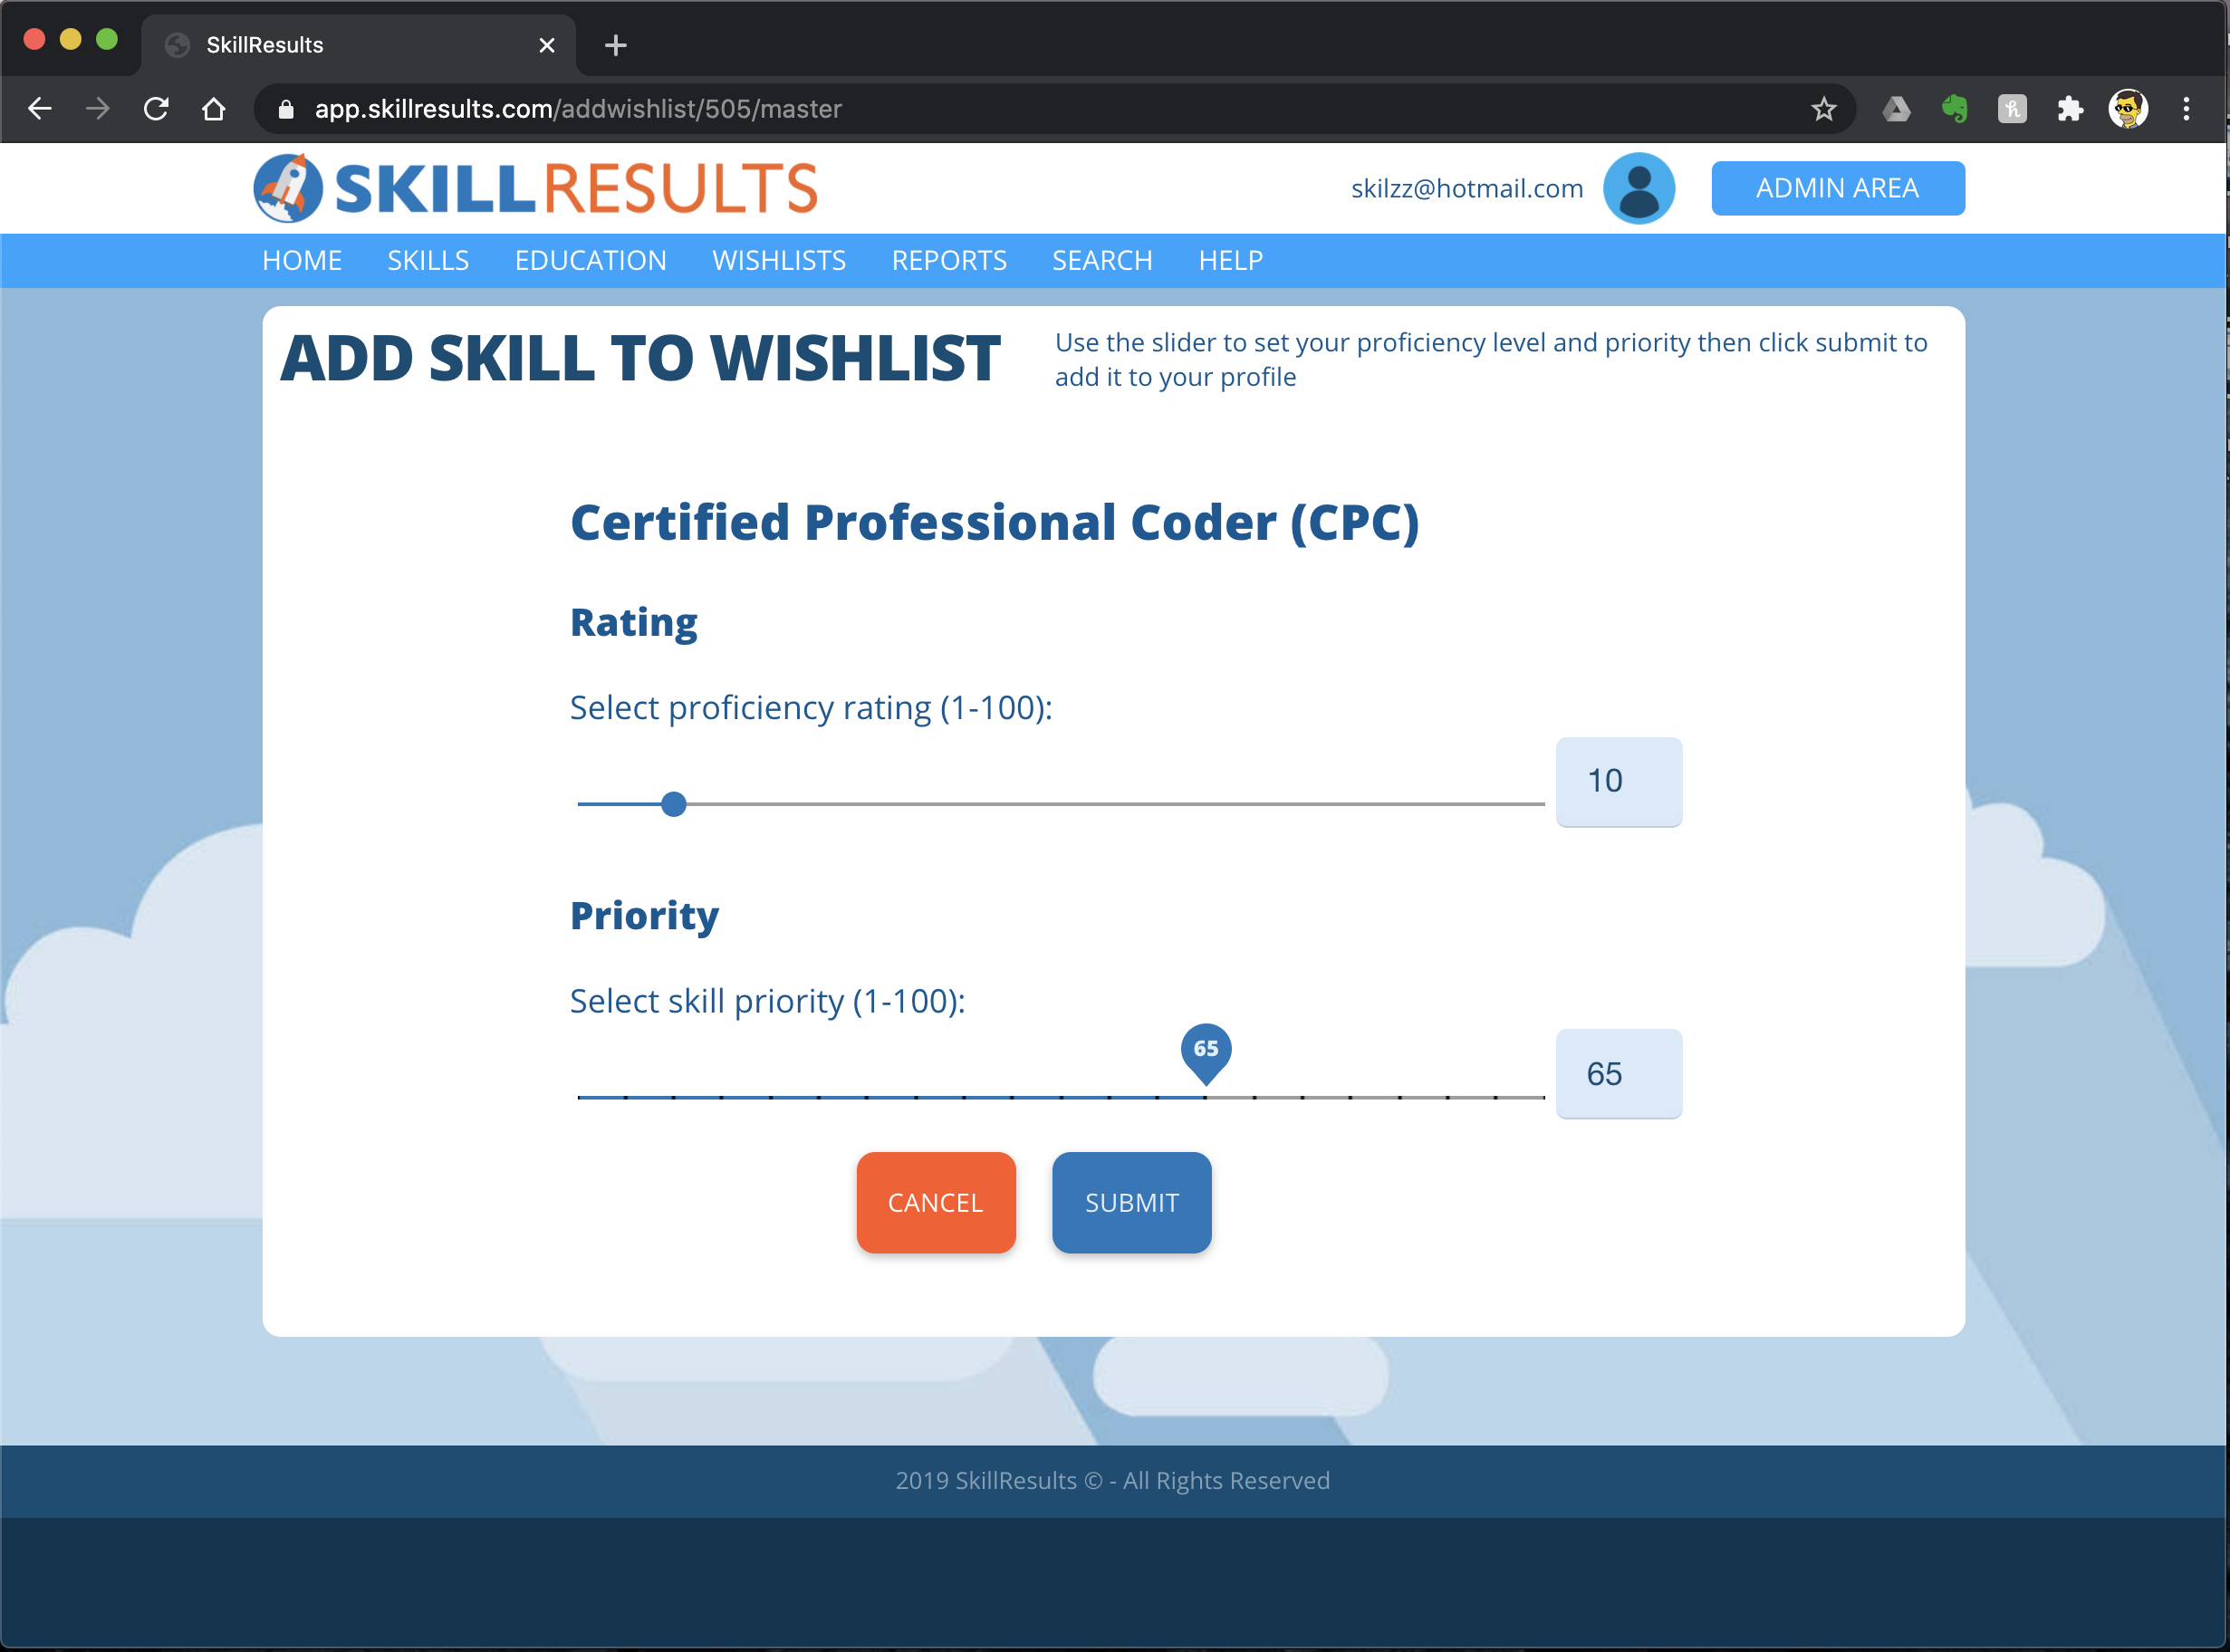 SkillResults
app.skillresults.com/addwishlist/505/master
SKILLRESULTS
skilzz@hotmail.com
ADMIN AREA
HOME SKILLS EDUCATION WISHLISTS REPORTS SEARCH HELP
ADD SKILL TO WISHLIST
Use the slider to set your proficiency level and priority then click submit to
add it to your profile
Certified Professional Coder (CPC)
Rating
Select proficiency rating (1-100):
10
Priority
Select skill priority (1-100):
65
65
CANCEL
SUBMIT
2019 SkillResults © - All Rights Reserved